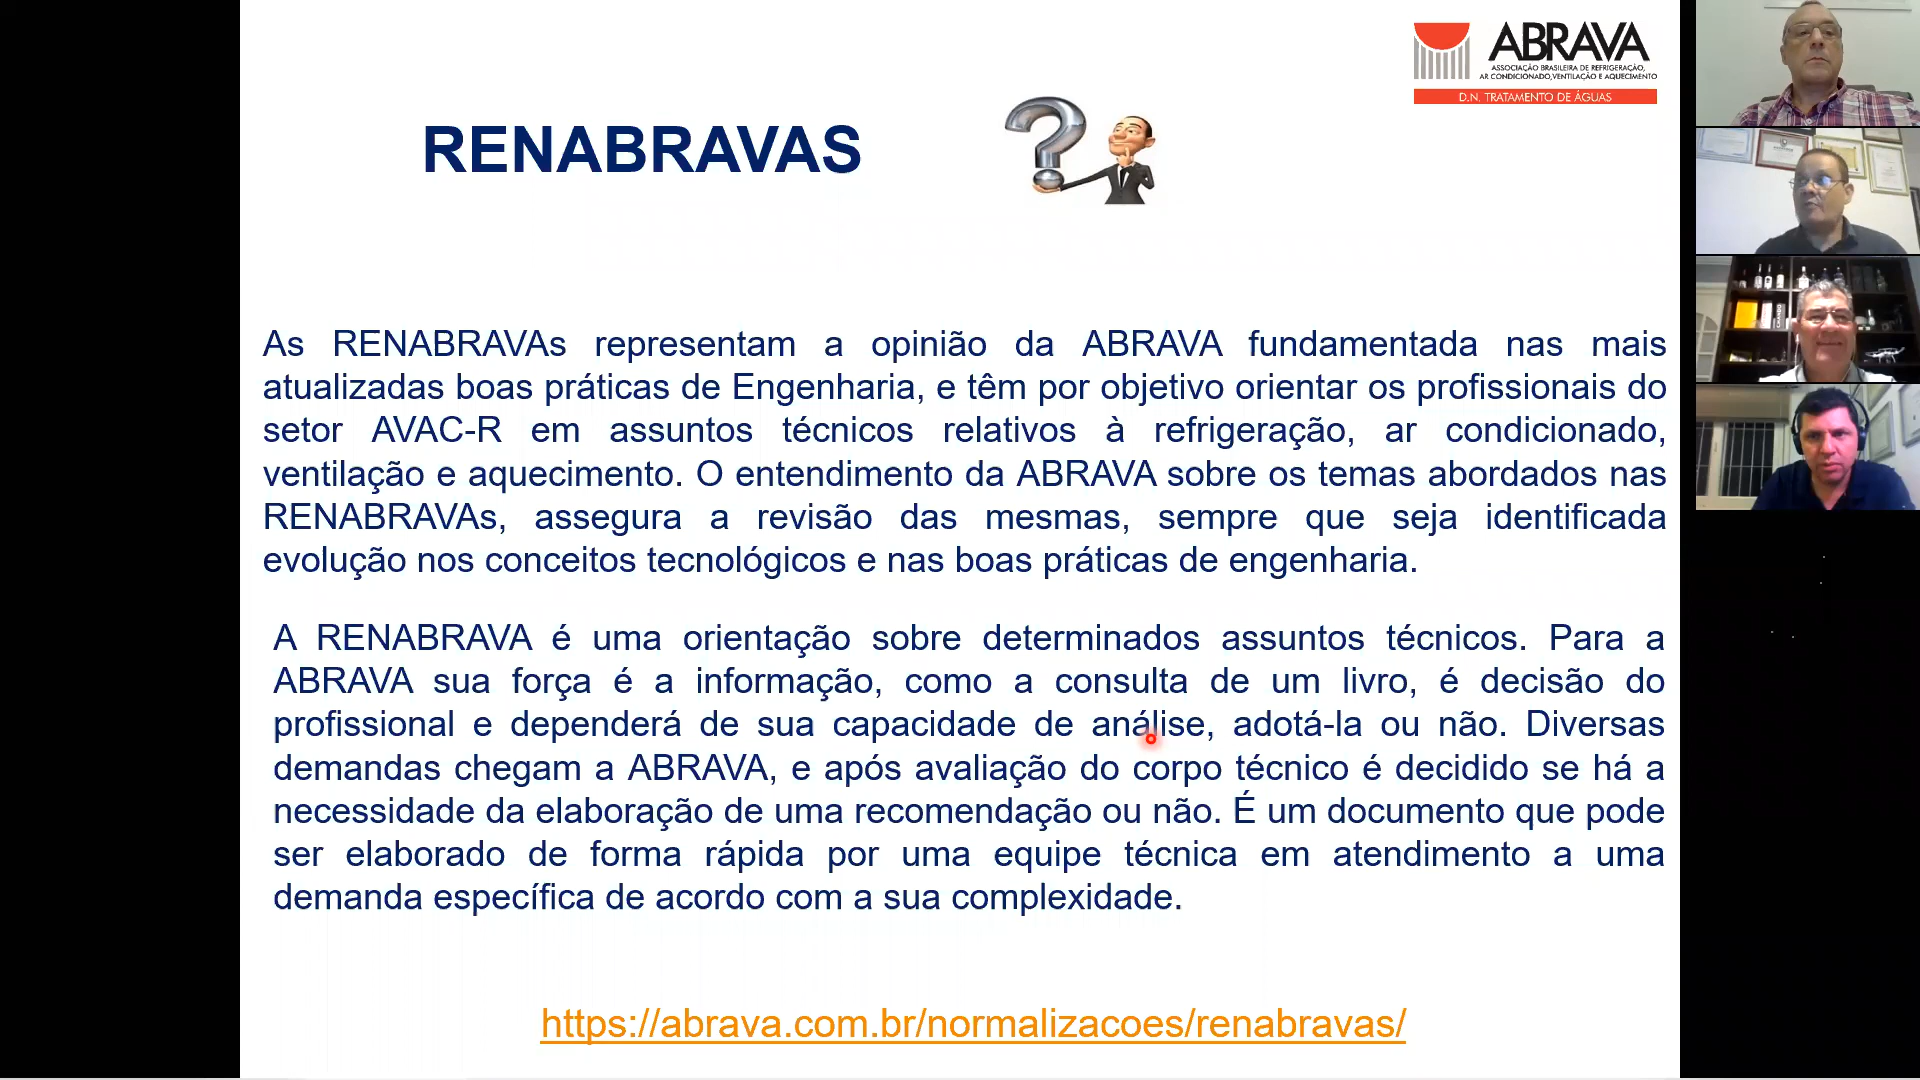 ABRAVA
ASSOCIAÇÃO BRASILEIRA DE REFRIGERAÇÃO,
AR CONDICIONADO,VENTILAÇÃO E AQUECIMENTO
D.N. TRATAMENTO DE ÁGUAS
RENABRAVAS
As RENABRAVAs representam a opinião da ABRAVA fundamentada nas mais
atualizadas boas práticas de Engenharia, e têm por objetivo orientar os profissionais do
setor AVAC-R em assuntos técnicos relativos à refrigeração, ar condicionado,
ventilação e aquecimento. O entendimento da ABRAVA sobre os temas abordados nas
RENABRAVAs, assegura a revisão das mesmas, sempre que seja identificada
evolução nos conceitos tecnológicos e nas boas práticas de engenharia.
A RENABRAVA é uma orientação sobre determinados assuntos técnicos. Para a
ABRAVA sua força é a informação, como a consulta de um livro, é decisão do
profissional e dependerá de sua capacidade de análise, adotá-la ou não. Diversas
demandas chegam a ABRAVA, e após avaliação do corpo técnico é decidido se há a
necessidade da elaboração de uma recomendação ou não. É um documento que pode
ser elaborado de forma rápida por uma equipe técnica em atendimento a uma
demanda específica de acordo com a sua complexidade.
https://abrava.com.br/normalizacoes/renabravas/